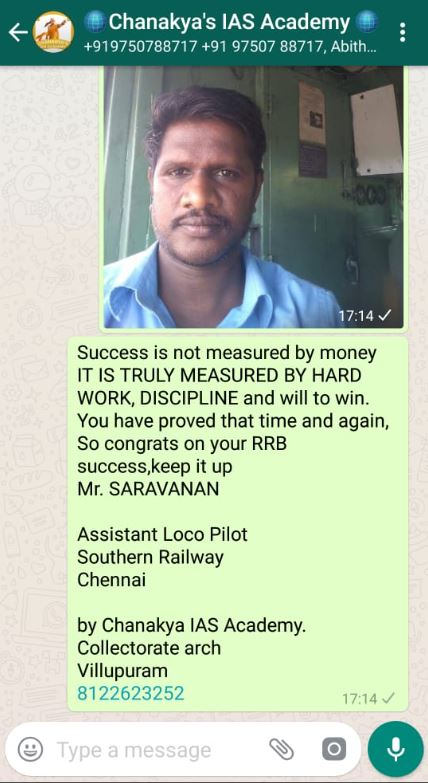 Chanakya's IAS Academy
+919750788717 +91 97507 88717, Abith...
17:14
Success is not measured by money
IT IS TRULY MEASURED BY HARD
WORK, DISCIPLINE and will to win.
You have proved that time and again,
So congrats on your RRB
success,keep it up
Mr. SARAVANAN
Assistant Loco Pilot
Southern Railway
Chennai
by Chanakya IAS Academy.
Collectorate arch
Villupuram
8122623252
17:14
Type a message